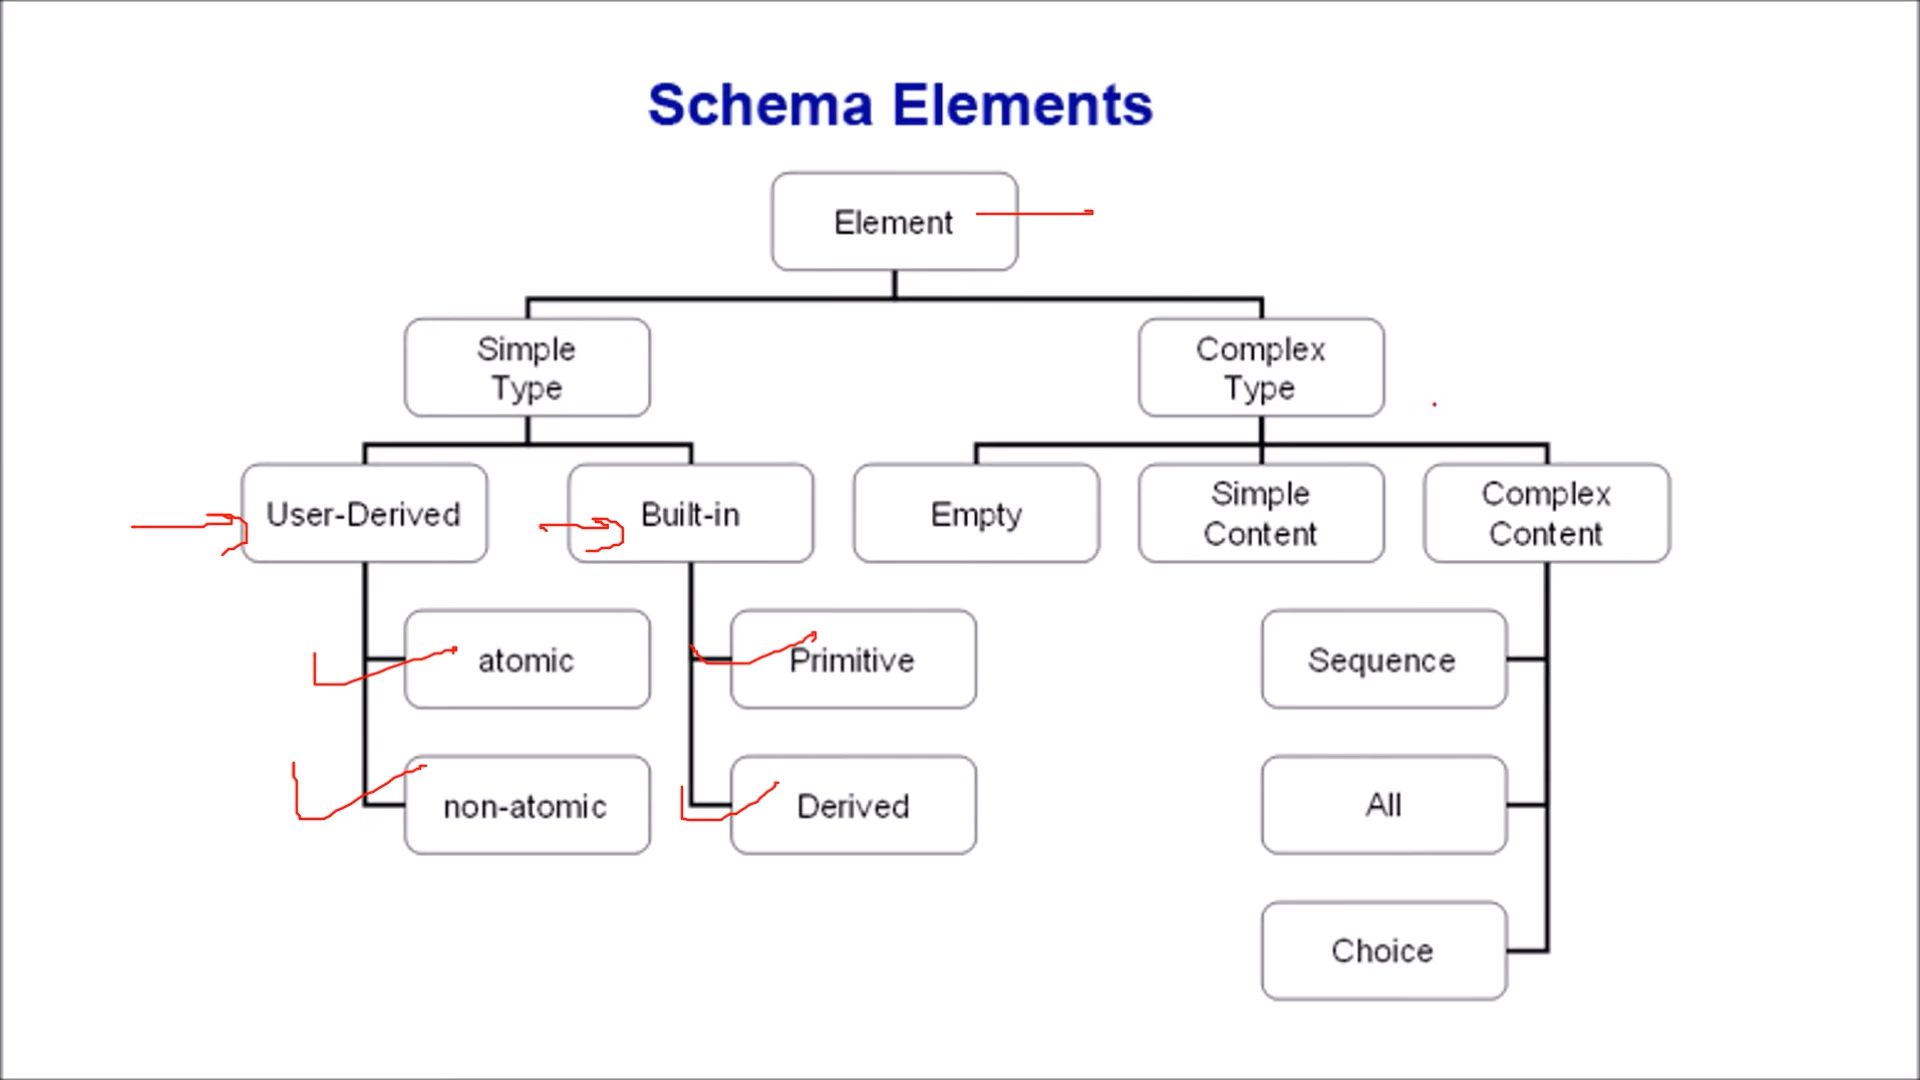 Schema Elements
Element
Simple
Type
Complex
Type
User-Derived
Built-in
Empty
Simple
Content
Complex
Content
atomic
Primitive
Sequence
non-atomic
Derived
All
Choice